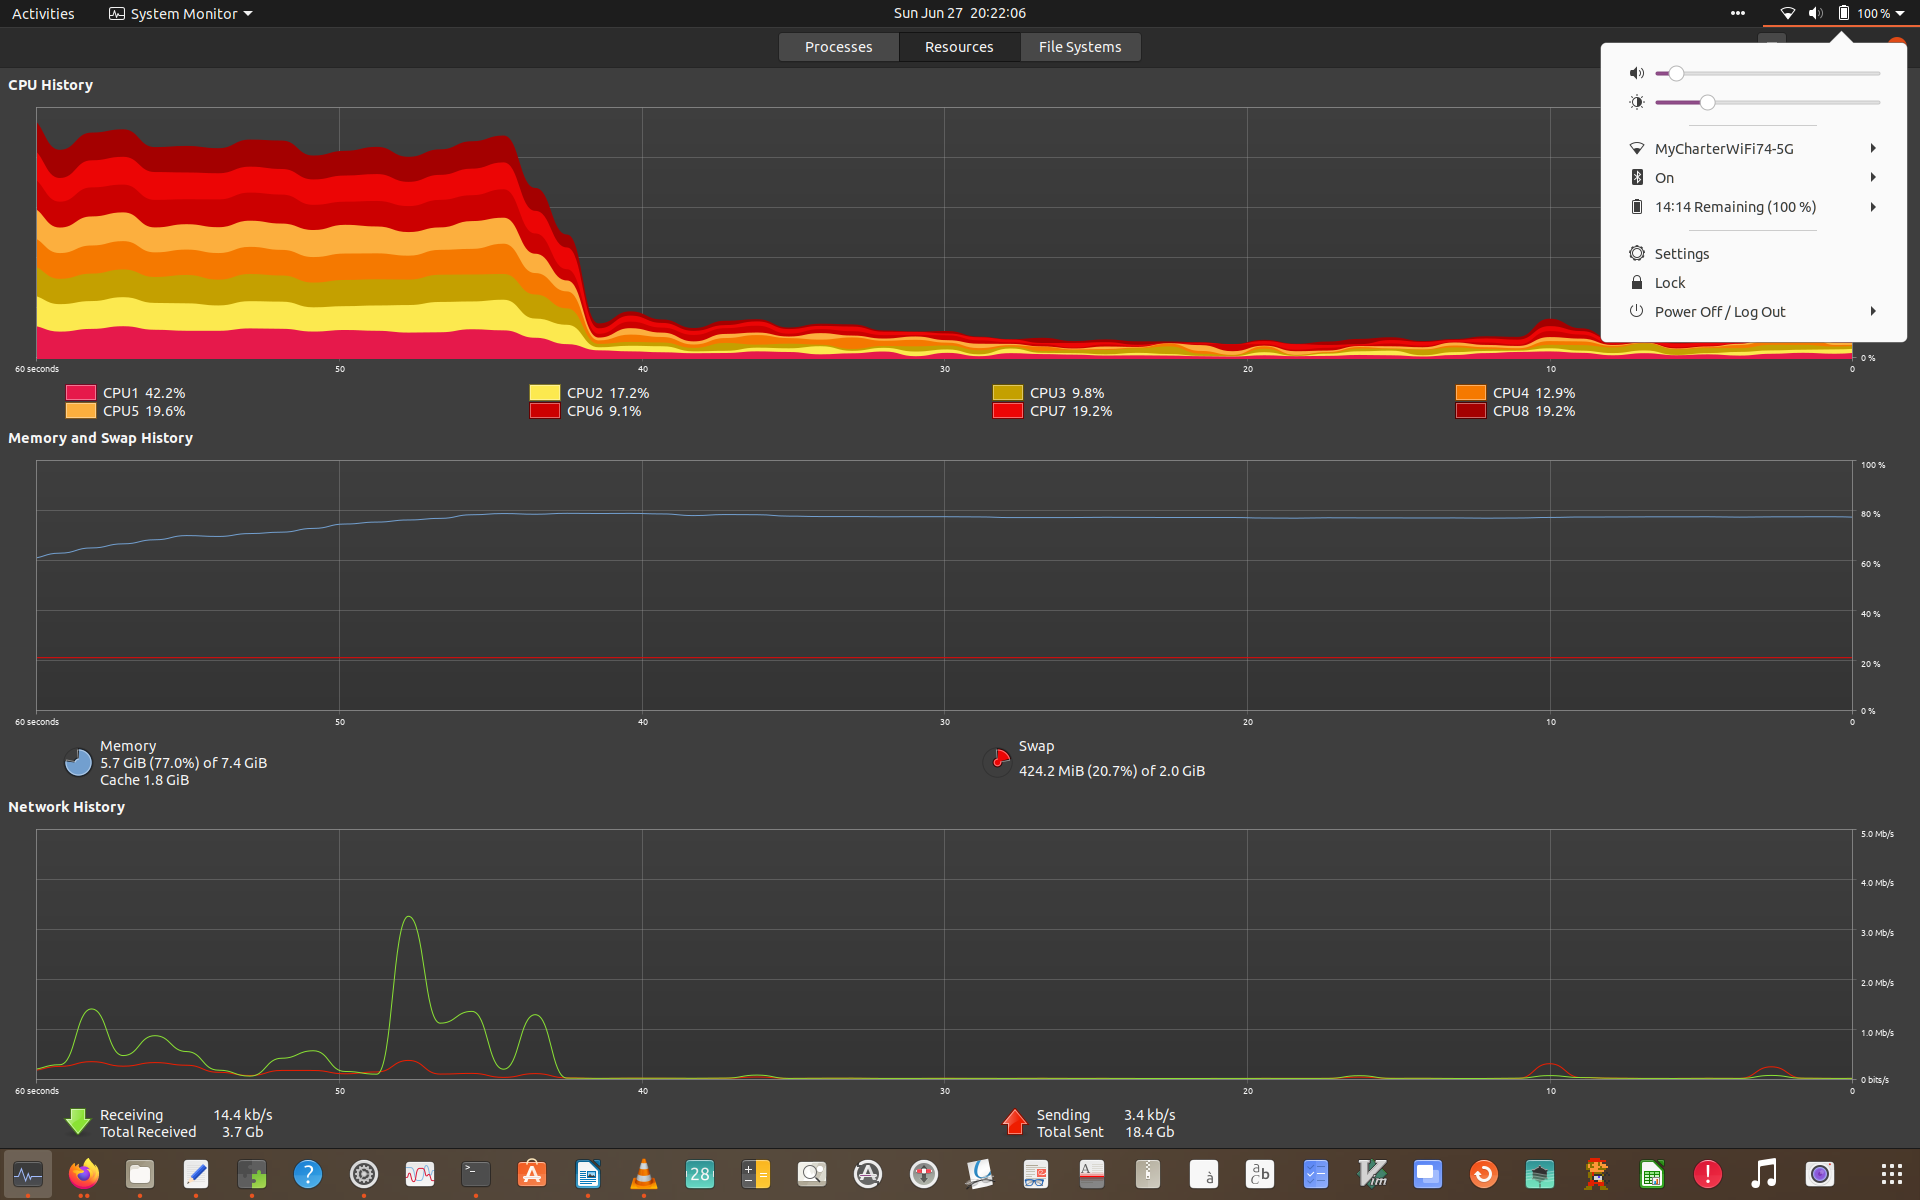 Activities
System Monitor
Sun Jun 27 20:22:06
100 %
Processes
Resources
File Systems
MyCharterWiFi74-5G
On
14:14 Remaining (100 %)
Settings
Lock
Power Off / Log Out
CPU History
0 %
60 seconds 50 40 30 20 10 0
CPU1 42.2% CPU2 17.2% CPU3 9.8% CPU4 12.9%
CPU5 19.6% CPU6 9.1% CPU7 19.2% CPU8 19.2%
Memory and Swap History
100 %
80 %
60 %
40 %
20 %
0 %
60 seconds 50 40 30 20 10 0
Memory
5.7 GiB (77.0%) of 7.4 GiB
Cache 1.8 GiB
Swap
424.2 MiB (20.7%) of 2.0 GiB
Network History
5.0 Mb/s
4.0 Mb/s
3.0 Mb/s
2.0 Mb/s
1.0 Mb/s
0 bits/s
60 seconds 50 40 30 20 10 0
Receiving 14.4 kb/s
Total Received 3.7 Gb
Sending 3.4 kb/s
Total Sent 18.4 Gb
28
à
a b c
Vim